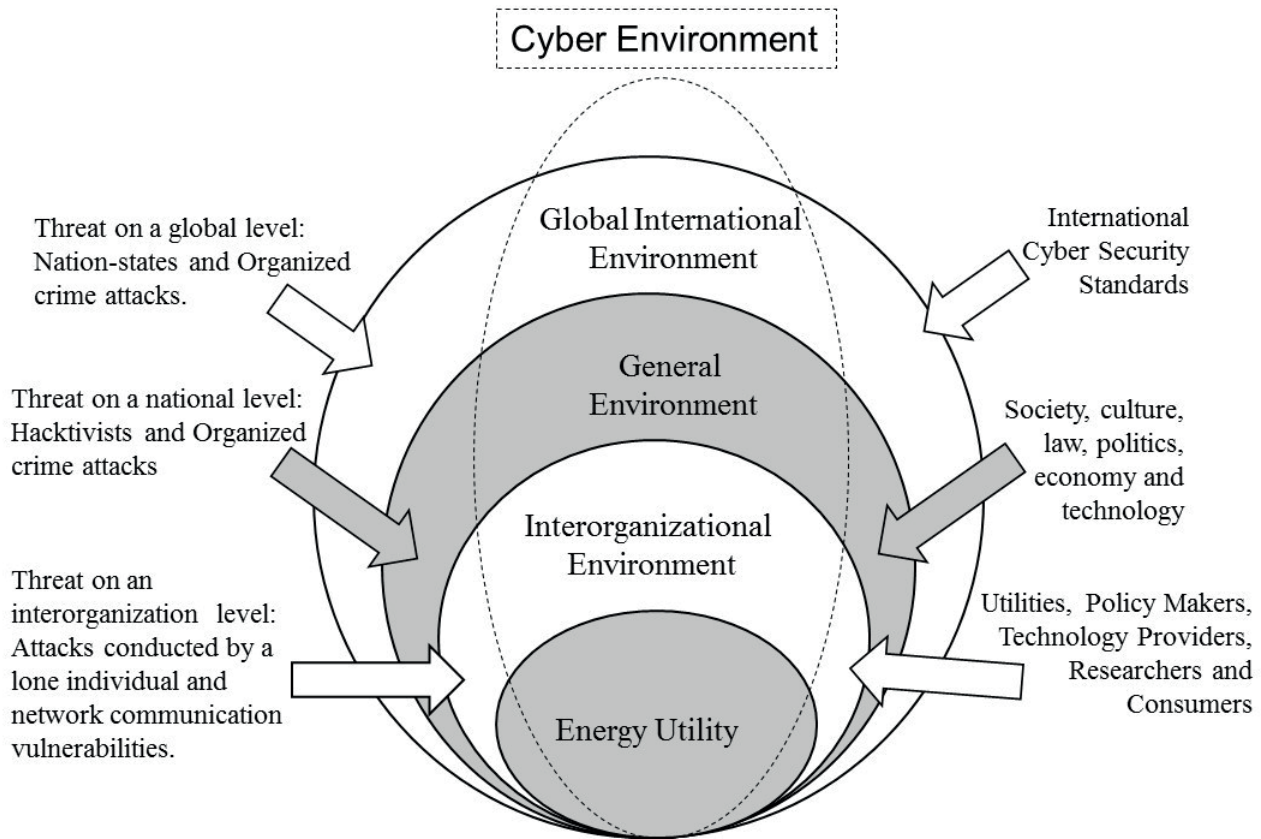 Cyber Environment
Threat on a global level:
Nation-states and Organized
crime attacks.
Global International
Environment
International
Cyber Security
Standards
Threat on a national level:
Hacktivists and Organized
crime attacks
General
Environment
Society, culture,
law, politics,
economy and
technology
Threat on an
interorganization level:
Attacks conducted by a
lone individual and
network communication
vulnerabilities.
Interorganizational
Environment
Utilities, Policy Makers,
Technology Providers,
Researchers and
Consumers
Energy Utility